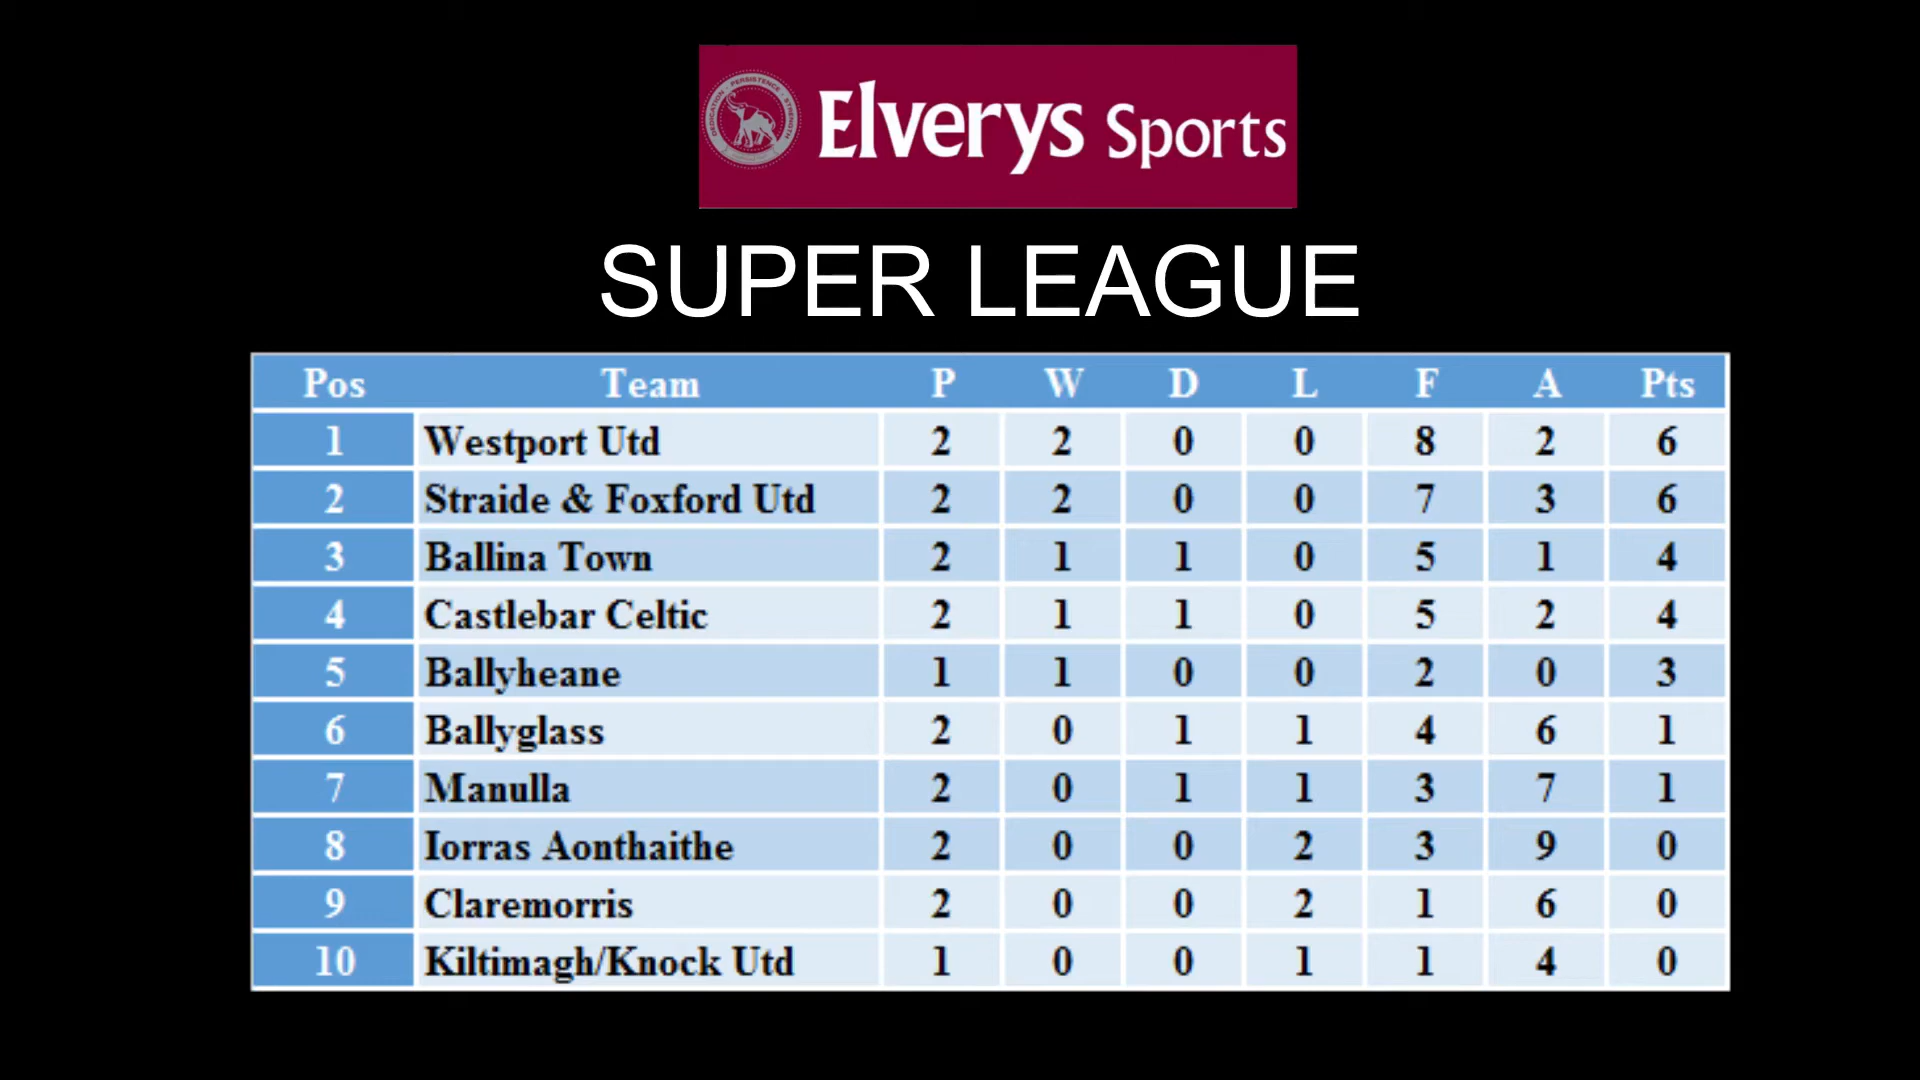 DEDICATION · PERSISTENCE · STRENGTH
Elverys Sports
SUPER LEAGUE
Pos Team P W D L F A Pts
1 Westport Utd 2 2 0 0 8 2 6
2 Straide & Foxford Utd 2 2 0 0 7 3 6
3 Ballina Town 2 1 1 0 5 1 4
4 Castlebar Celtic 2 1 1 0 5 2 4
5 Ballyheane 1 1 0 0 2 0 3
6 Ballyglass 2 0 1 1 4 6 1
7 Manulla 2 0 1 1 3 7 1
8 Iorras Aonthaithe 2 0 0 2 3 9 0
9 Claremorris 2 0 0 2 1 6 0
10 Kiltimagh/Knock Utd 1 0 0 1 1 4 0